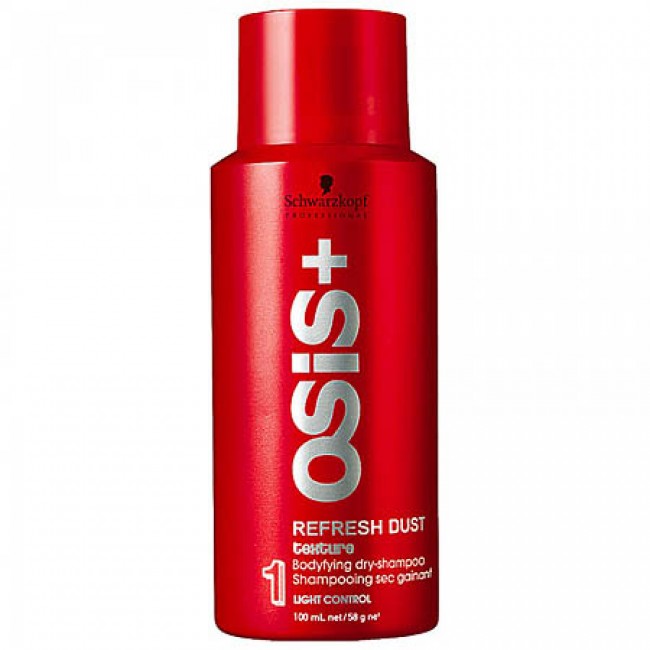 Schwarzkopf
PROFESSIONAL
OSiS+
REFRESH DUST
texture
Bodyfying dry-shampoo
Shampooing sec gainant
1
LIGHT CONTROL
100 mL net/58 g net